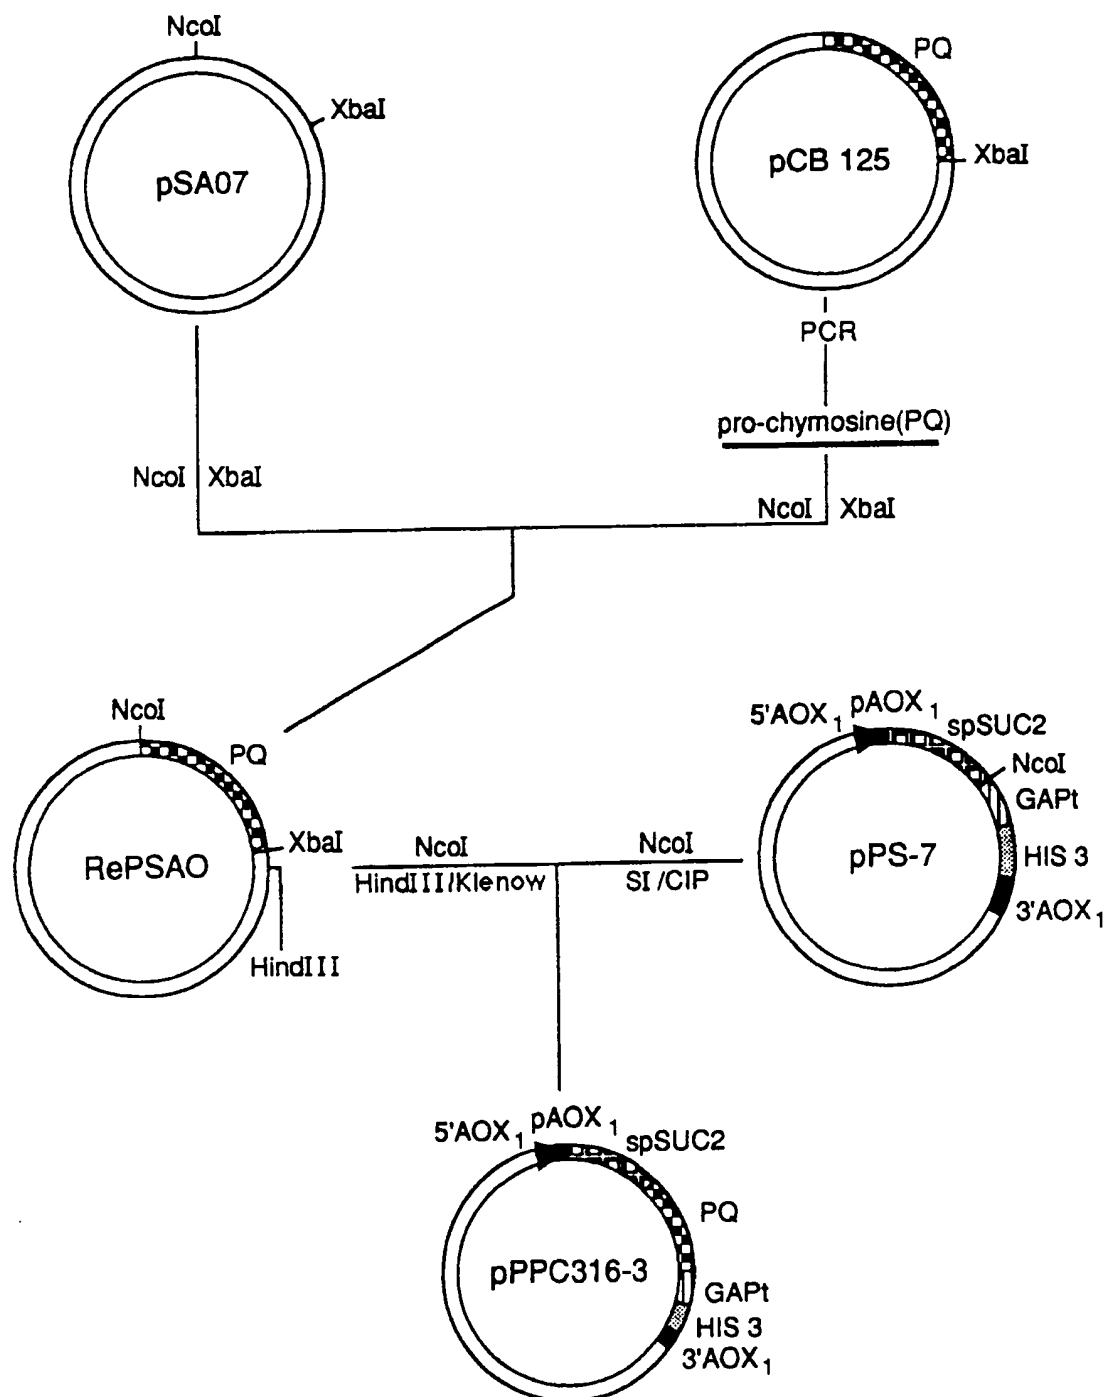 NcoI
XbaI
pSA07
PQ
XbaI
pCB 125
PCR
pro-chymosine(PQ)
NcoI XbaI
NcoI XbaI
NcoI
PQ
XbaI
RePSAO
HindIII
NcoI
HindIII/Klenow
NcoI
SI/CIP
5'AOX1 pAOX1 spSUC2
NcoI
GAPt
HIS 3
3'AOX1
pPS-7
5'AOX1 pAOX1 spSUC2
PQ
pPPC316-3
GAPt
HIS 3
3'AOX1